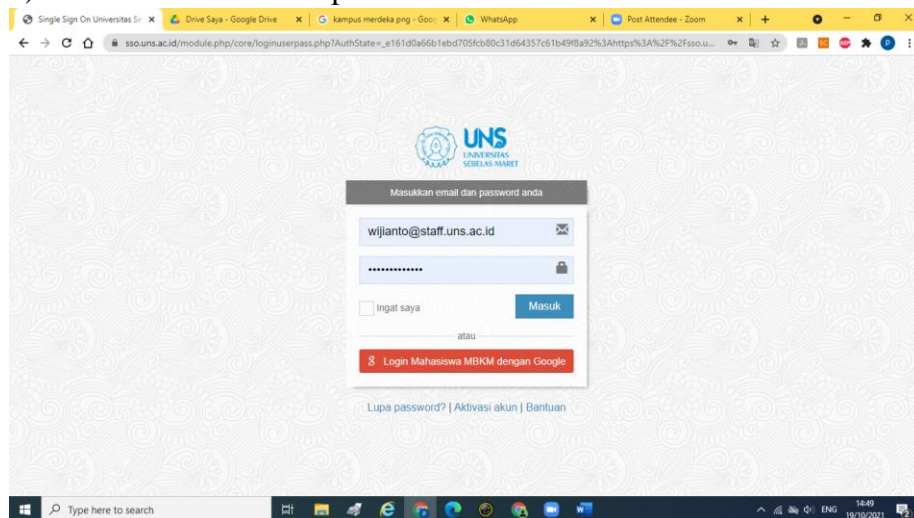 Single Sign On Universitas Se
Drive Saya - Google Drive
kampus merdeka png - Goog
WhatsApp
Post Attendee - Zoom
sso.uns.ac.id/module.php/core/loginuserpass.php?AuthState=_e161d0a66b1ebd705fcb80c31d64357c61b49f8a92%3Ahttps%3A%2F%2Fsso.u...
UNS
UNIVERSITAS
SEBELAS MARET
Masukkan email dan password anda
wijianto@staff.uns.ac.id
•••••••••••••
Ingat saya
Masuk
atau
Login Mahasiswa MBKM dengan Google
Lupa password? | Aktivasi akun | Bantuan
Type here to search
ENG
14:49
19/10/2021